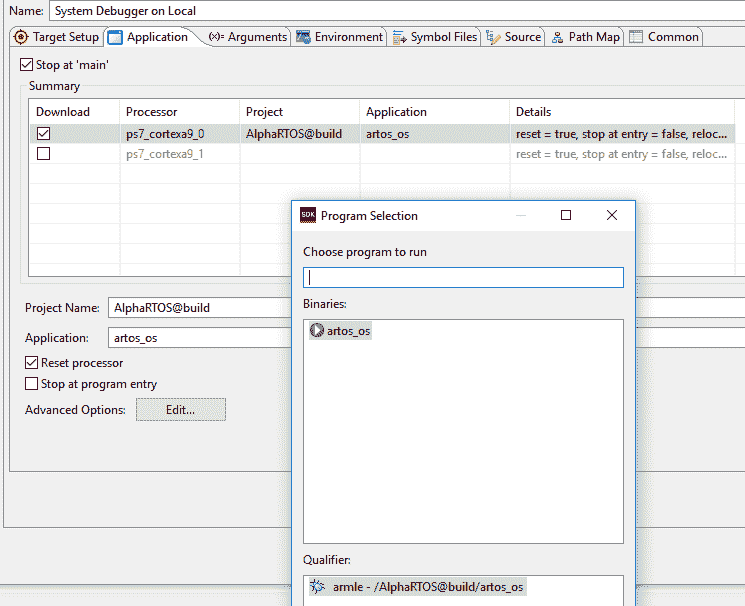 Name: System Debugger on Local
Target Setup Application (x)= Arguments Environment Symbol Files Source Path Map Common
Stop at 'main'
Summary
Download Processor Project Application Details
ps7_cortexa9_0 AlphaRTOS@build artos_os reset = true, stop at entry = false, reloc...
ps7_cortexa9_1 reset = true, stop at entry = false, reloc...
SDK Program Selection
Choose program to run
Binaries:
artos_os
Project Name: AlphaRTOS@build
Application: artos_os
Reset processor
Stop at program entry
Advanced Options: Edit...
Qualifier:
armle - /AlphaRTOS@build/artos_os